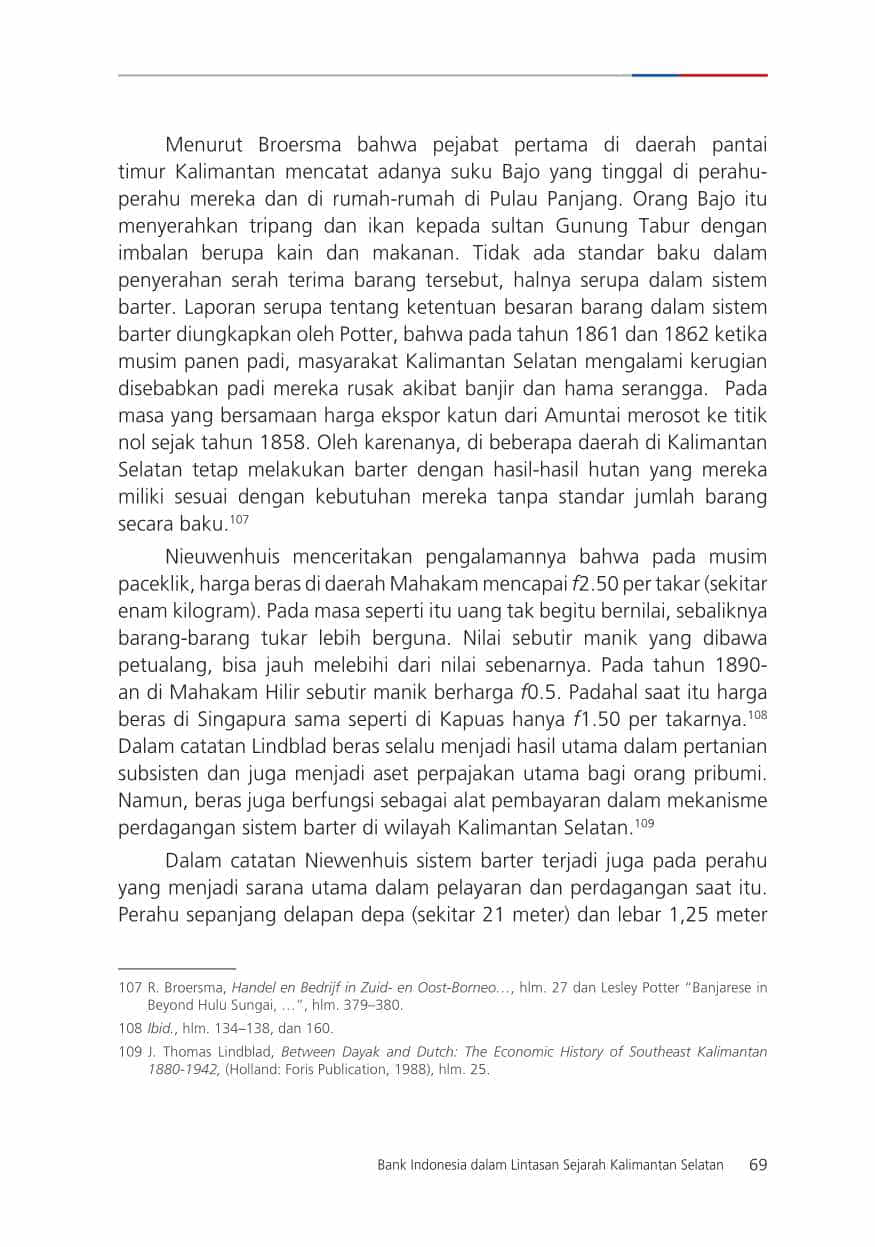 Menurut Broersma bahwa pejabat pertama di daerah pantai
timur Kalimantan mencatat adanya suku Bajo yang tinggal di perahu-
perahu mereka dan di rumah-rumah di Pulau Panjang. Orang Bajo itu
menyerahkan tripang dan ikan kepada sultan Gunung Tabur dengan
imbalan berupa kain dan makanan. Tidak ada standar baku dalam
penyerahan serah terima barang tersebut, halnya serupa dalam sistem
barter. Laporan serupa tentang ketentuan besaran barang dalam sistem
barter diungkapkan oleh Potter, bahwa pada tahun 1861 dan 1862 ketika
musim panen padi, masyarakat Kalimantan Selatan mengalami kerugian
disebabkan padi mereka rusak akibat banjir dan hama serangga. Pada
masa yang bersamaan harga ekspor katun dari Amuntai merosot ke titik
nol sejak tahun 1858. Oleh karenanya, di beberapa daerah di Kalimantan
Selatan tetap melakukan barter dengan hasil-hasil hutan yang mereka
miliki sesuai dengan kebutuhan mereka tanpa standar jumlah barang
secara baku.107
Nieuwenhuis menceritakan pengalamannya bahwa pada musim
paceklik, harga beras di daerah Mahakam mencapai f2.50 per takar (sekitar
enam kilogram). Pada masa seperti itu uang tak begitu bernilai, sebaliknya
barang-barang tukar lebih berguna. Nilai sebutir manik yang dibawa
petualang, bisa jauh melebihi dari nilai sebenarnya. Pada tahun 1890-
an di Mahakam Hilir sebutir manik berharga f0.5. Padahal saat itu harga
beras di Singapura sama seperti di Kapuas hanya f1.50 per takarnya.108
Dalam catatan Lindblad beras selalu menjadi hasil utama dalam pertanian
subsisten dan juga menjadi aset perpajakan utama bagi orang pribumi.
Namun, beras juga berfungsi sebagai alat pembayaran dalam mekanisme
perdagangan sistem barter di wilayah Kalimantan Selatan.109
Dalam catatan Niewenhuis sistem barter terjadi juga pada perahu
yang menjadi sarana utama dalam pelayaran dan perdagangan saat itu.
Perahu sepanjang delapan depa (sekitar 21 meter) dan lebar 1,25 meter
107 R. Broersma, Handel en Bedrijf in Zuid- en Oost-Borneo…, hlm. 27 dan Lesley Potter “Banjarese in
Beyond Hulu Sungai, …”, hlm. 379–380.
108 Ibid., hlm. 134–138, dan 160.
109 J. Thomas Lindblad, Between Dayak and Dutch: The Economic History of Southeast Kalimantan
1880-1942, (Holland: Foris Publication, 1988), hlm. 25.
Bank Indonesia dalam Lintasan Sejarah Kalimantan Selatan 69